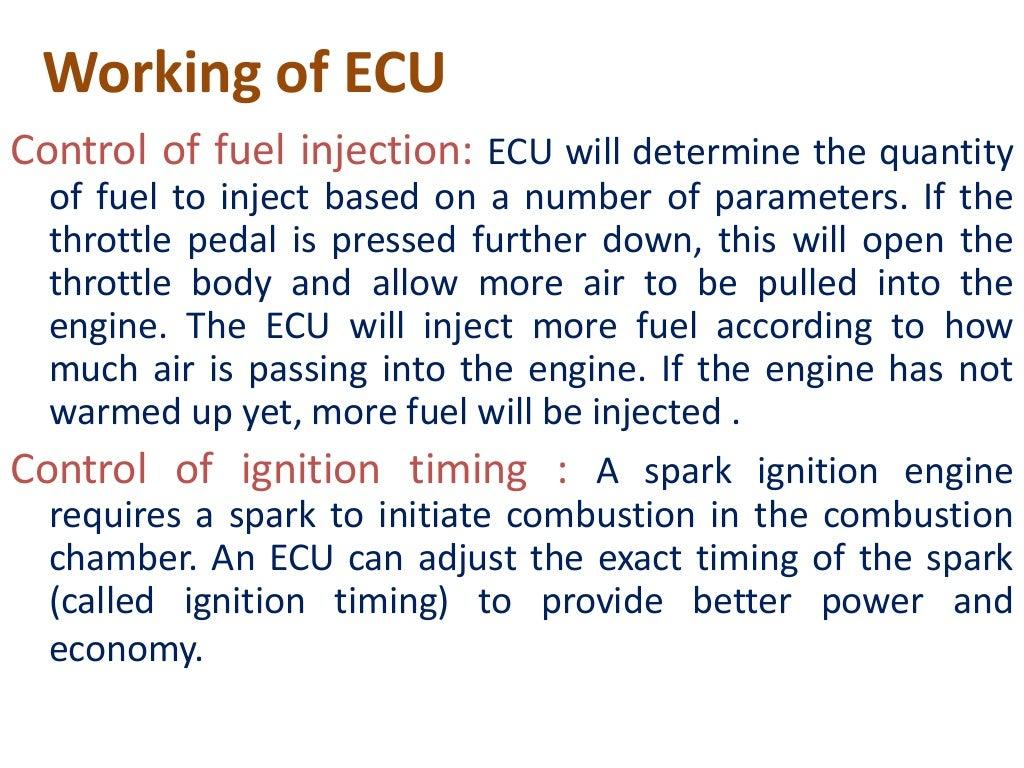 Working of ECU
Control of fuel injection: ECU will determine the quantity
of fuel to inject based on a number of parameters. If the
throttle pedal is pressed further down, this will open the
throttle body and allow more air to be pulled into the
engine. The ECU will inject more fuel according to how
much air is passing into the engine. If the engine has not
warmed up yet, more fuel will be injected .
Control of ignition timing : A spark ignition engine
requires a spark to initiate combustion in the combustion
chamber. An ECU can adjust the exact timing of the spark
(called ignition timing) to provide better power and
economy.